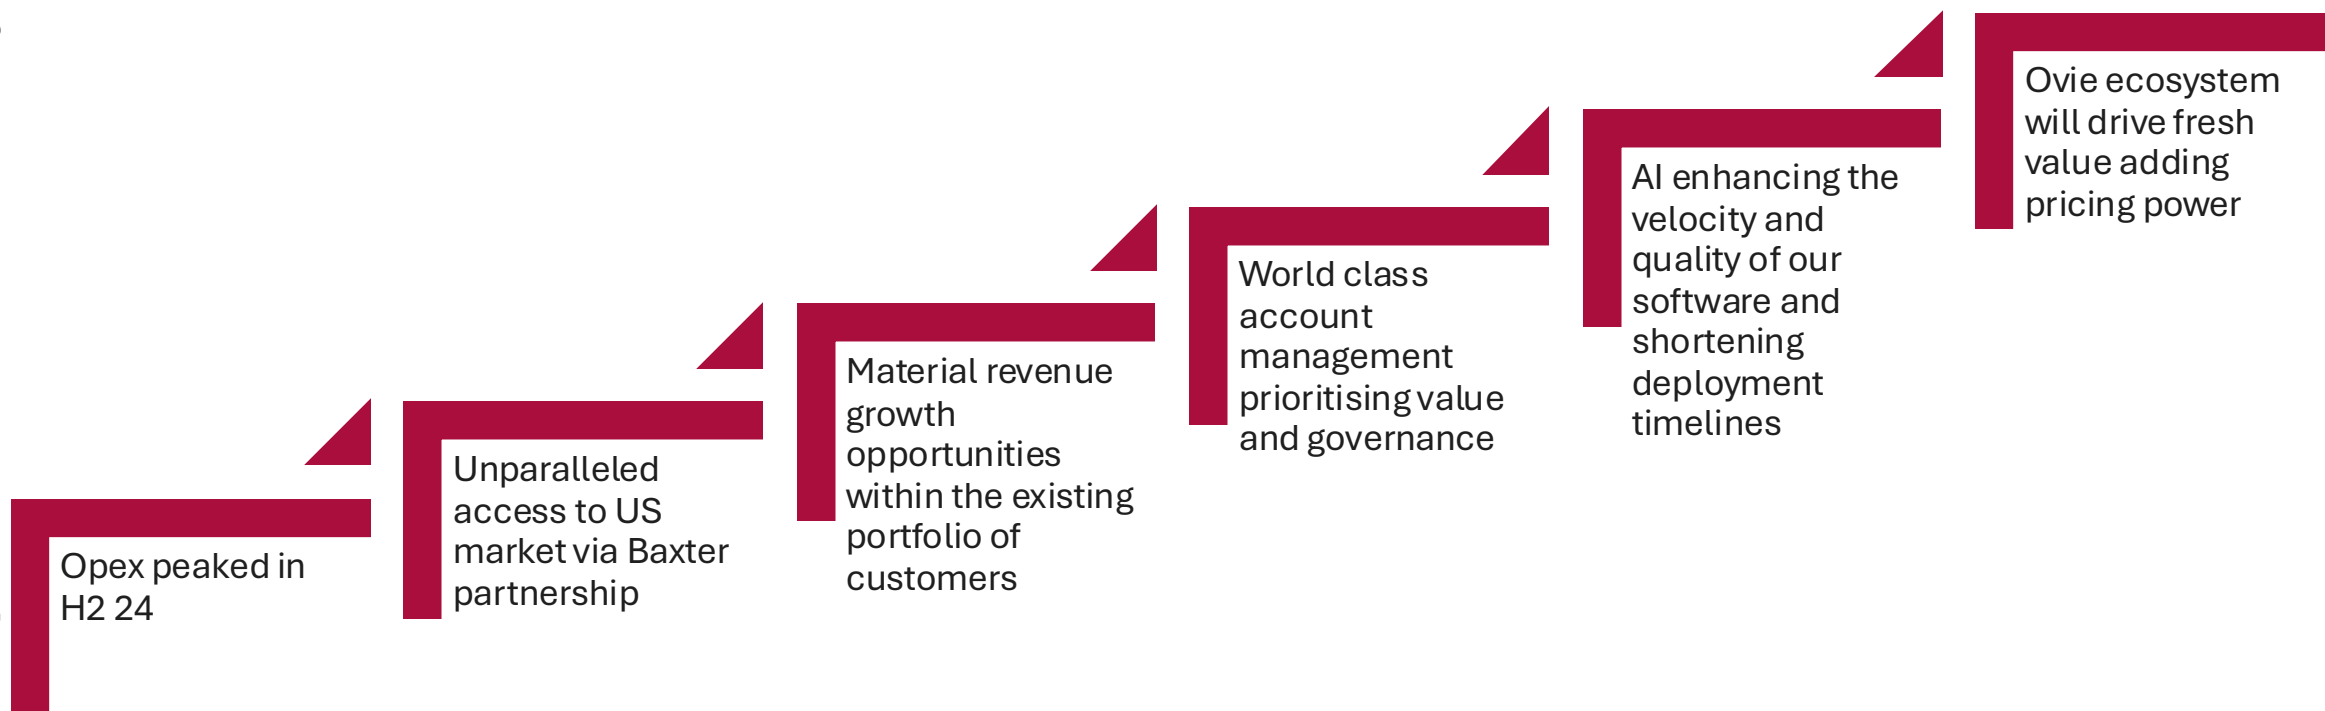 Opex peaked in
H2 24
Unparalleled
access to US
market via Baxter
partnership
Material revenue
growth
opportunities
within the existing
portfolio of
customers
World class
account
management
prioritising value
and governance
AI enhancing the
velocity and
quality of our
software and
shortening
deployment
timelines
Ovie ecosystem
will drive fresh
value adding
pricing power